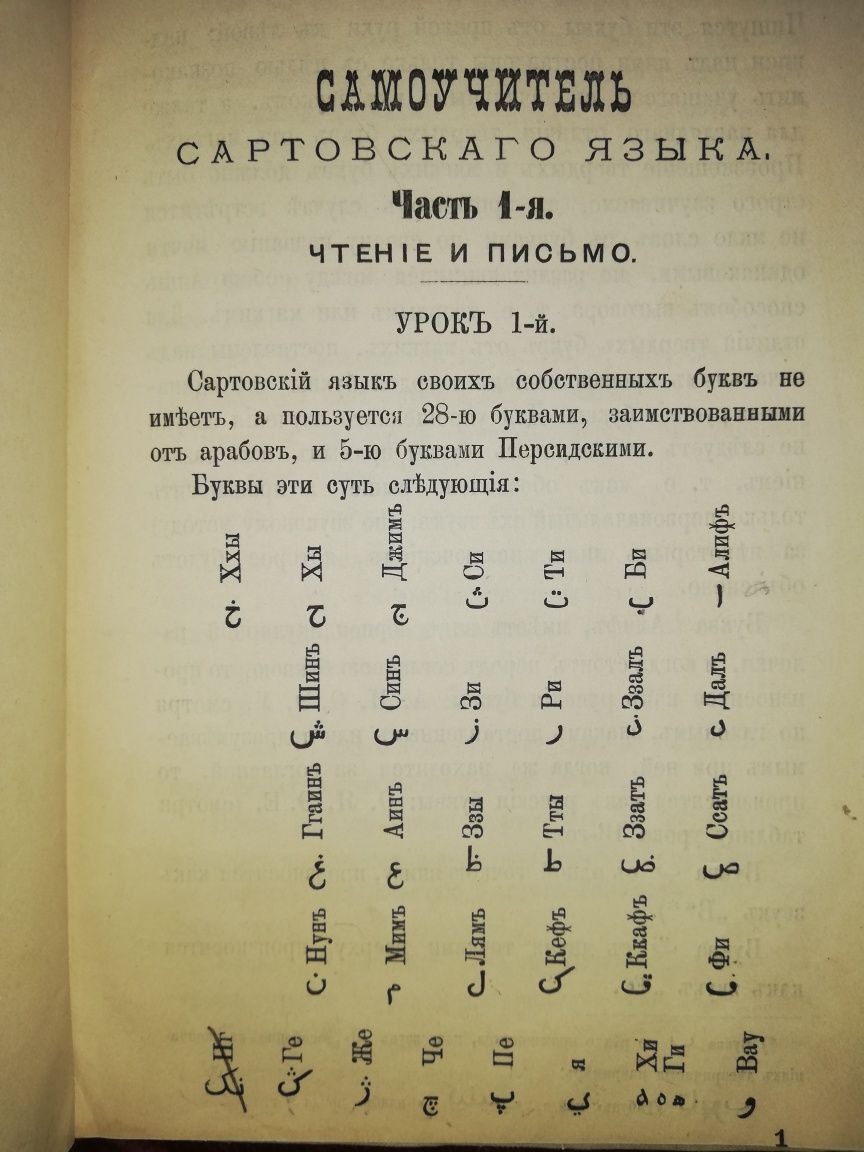 САМОУЧИТЕЛЬ
САРТОВСКАГО ЯЗЫКА.
Часть 1-я.
ЧТЕНІЕ И ПИСЬМО.
УРОКЪ 1-й.
Сартовскій языкъ своихъ собственныхъ буквъ не
имѣетъ, а пользуется 28-ю буквами, заимствованными
отъ арабовъ, и 5-ю буквами Персидскими.
Буквы эти суть слѣдующія:
ا Алифъ
ب Би
ت Ти
ث Си
ج Джимъ
ح Хы
خ Ххы
د Далъ
ذ Ззалъ
ر Ри
ز Зи
س Синъ
ش Шинъ
ص Ссатъ
ض Ззатъ
ط Тты
ظ Ззы
ع Аинъ
غ Ггаинъ
ف Фи
ق Ккафъ
ك Кефъ
ل Лямъ
م Мимъ
ن Нунъ
و Вау
ه Хи
Ги
ي я
پ Пе
چ Че
ژ Же
Ге
Нг
1